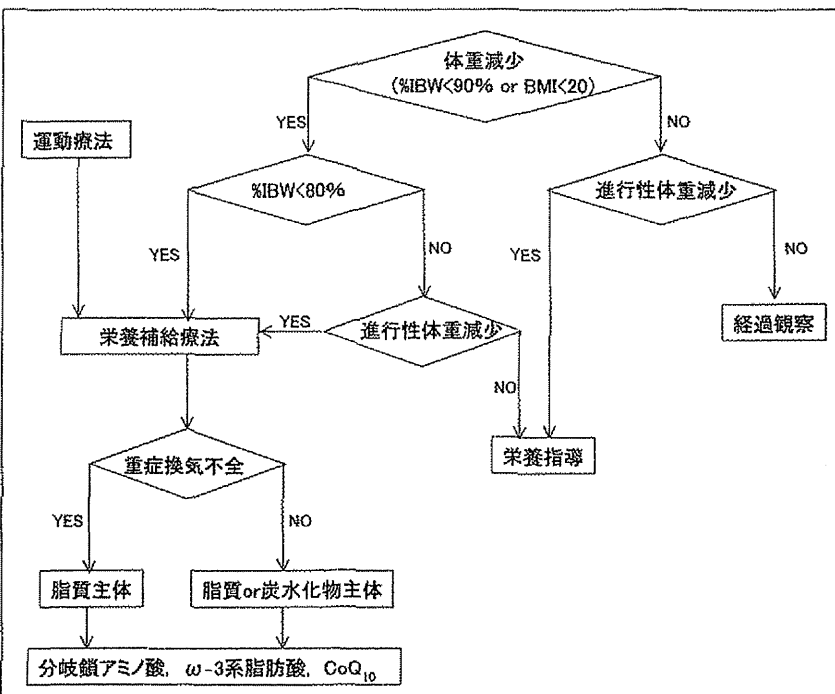 体重減少
(%IBW<90% or BMI<20)
YES
NO
運動療法
%IBW<80%
進行性体重減少
YES
NO
YES
NO
栄養補給療法
YES
進行性体重減少
経過観察
NO
栄養指導
重症換気不全
YES
NO
脂質主体
脂質or炭水化物主体
分岐鎖アミノ酸, ω-3系脂肪酸, CoQ10